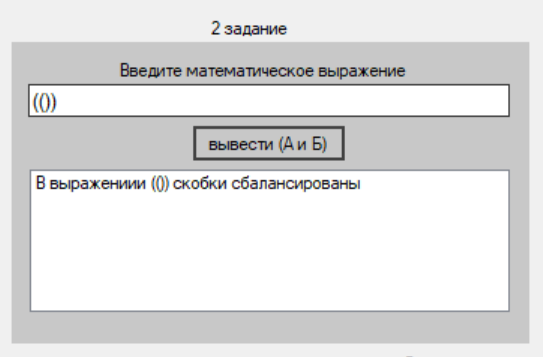 2 задание
Введите математическое выражение
(())
вывести (А и Б)
В выражениии (()) скобки сбалансированы